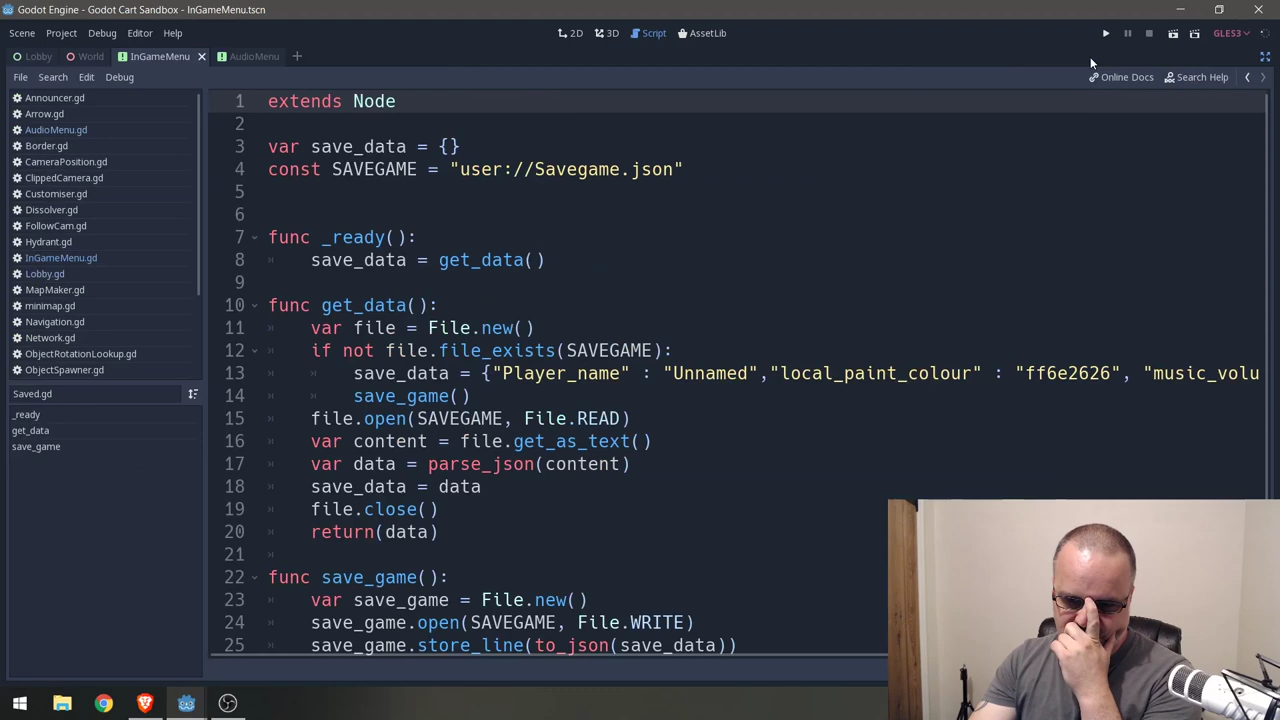 Godot Engine - Godot Cart Sandbox - InGameMenu.tscn
Scene Project Debug Editor Help
2D 3D Script AssetLib
GLES3
Lobby World InGameMenu AudioMenu
File Search Edit Debug
Online Docs Search Help
Announcer.gd
Arrow.gd
AudioMenu.gd
Border.gd
CameraPosition.gd
ClippedCamera.gd
Customiser.gd
Dissolver.gd
FollowCam.gd
Hydrant.gd
InGameMenu.gd
Lobby.gd
MapMaker.gd
minimap.gd
Navigation.gd
Network.gd
ObjectRotationLookup.gd
ObjectSpawner.gd
Saved.gd
_ready
get_data
save_game
1 extends Node
2
3 var save_data = {}
4 const SAVEGAME = "user://Savegame.json"
5
6
7 func _ready():
8 save_data = get_data()
9
10 func get_data():
11 var file = File.new()
12 if not file.file_exists(SAVEGAME):
13 save_data = {"Player_name" : "Unnamed","local_paint_colour" : "ff6e2626", "music_volu
14 save_game()
15 file.open(SAVEGAME, File.READ)
16 var content = file.get_as_text()
17 var data = parse_json(content)
18 save_data = data
19 file.close()
20 return(data)
21
22 func save_game():
23 var save_game = File.new()
24 save_game.open(SAVEGAME, File.WRITE)
25 save_game.store_line(to_json(save_data))